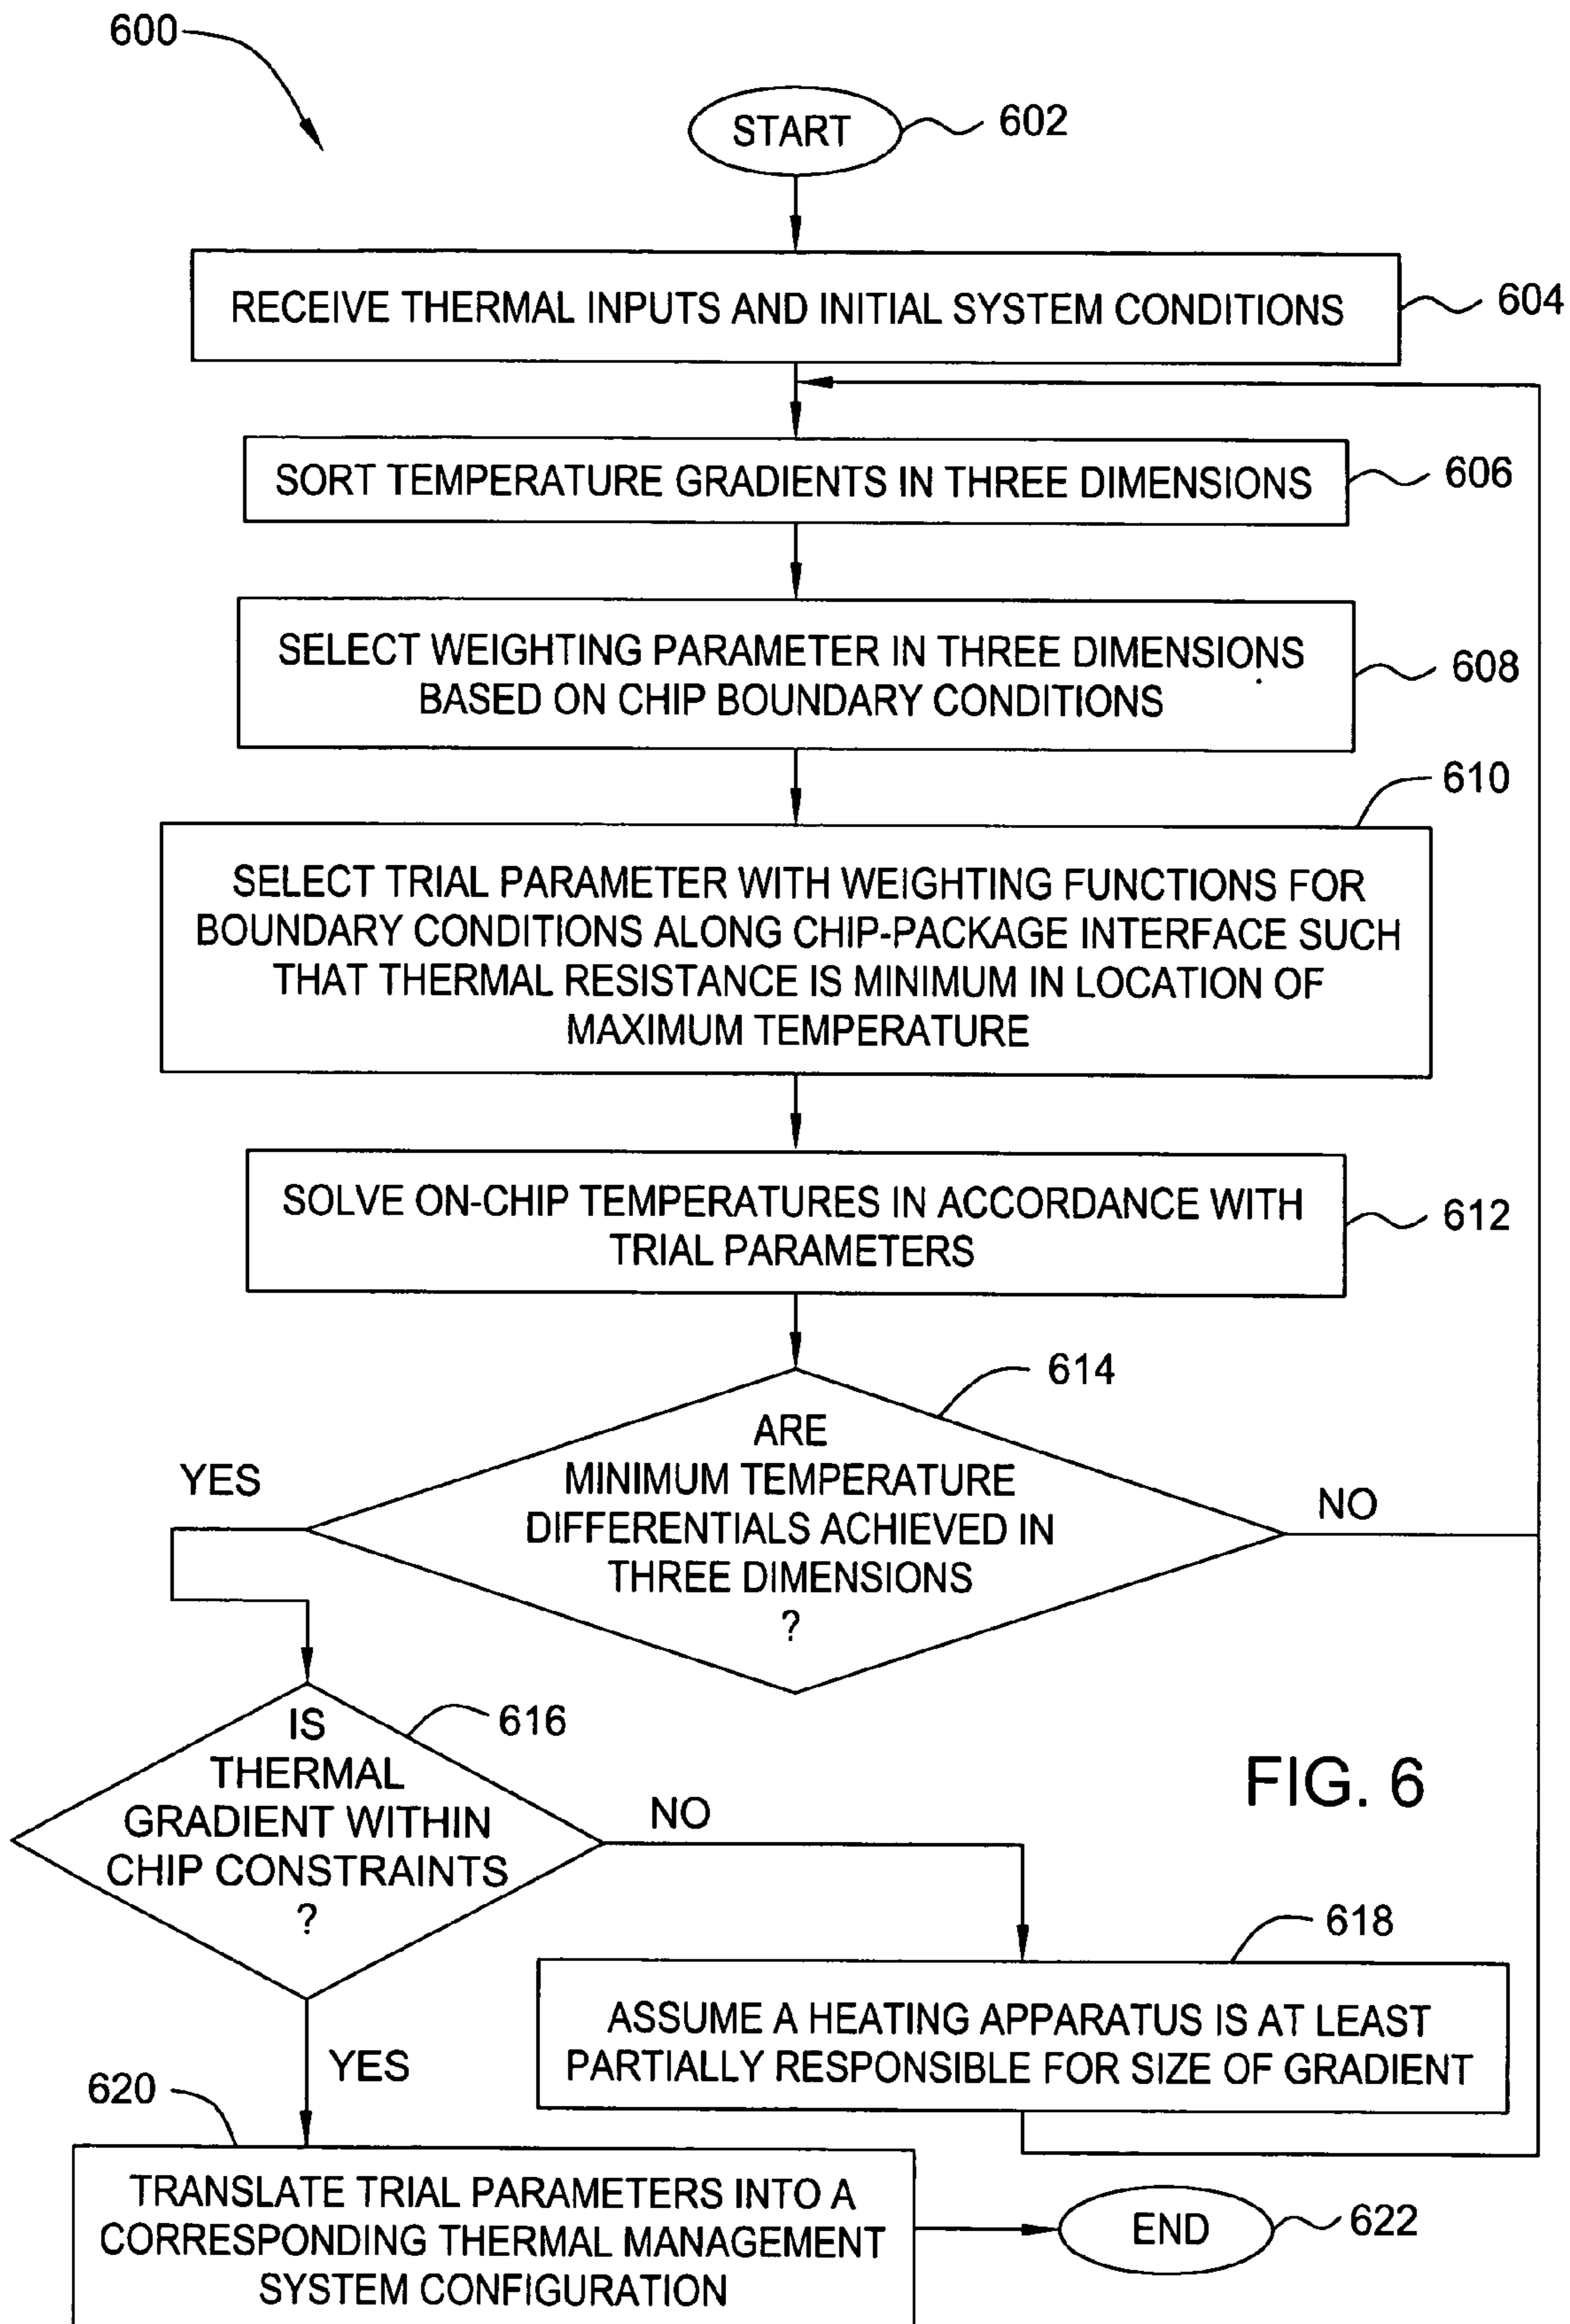 600
START
602
RECEIVE THERMAL INPUTS AND INITIAL SYSTEM CONDITIONS
604
SORT TEMPERATURE GRADIENTS IN THREE DIMENSIONS
606
SELECT WEIGHTING PARAMETER IN THREE DIMENSIONS
BASED ON CHIP BOUNDARY CONDITIONS
608
610
SELECT TRIAL PARAMETER WITH WEIGHTING FUNCTIONS FOR
BOUNDARY CONDITIONS ALONG CHIP-PACKAGE INTERFACE SUCH
THAT THERMAL RESISTANCE IS MINIMUM IN LOCATION OF
MAXIMUM TEMPERATURE
SOLVE ON-CHIP TEMPERATURES IN ACCORDANCE WITH
TRIAL PARAMETERS
612
614
ARE
MINIMUM TEMPERATURE
DIFFERENTIALS ACHIEVED IN
THREE DIMENSIONS
?
YES
NO
616
IS
THERMAL
GRADIENT WITHIN
CHIP CONSTRAINTS
?
NO
FIG. 6
618
ASSUME A HEATING APPARATUS IS AT LEAST
PARTIALLY RESPONSIBLE FOR SIZE OF GRADIENT
YES
620
TRANSLATE TRIAL PARAMETERS INTO A
CORRESPONDING THERMAL MANAGEMENT
SYSTEM CONFIGURATION
END
622